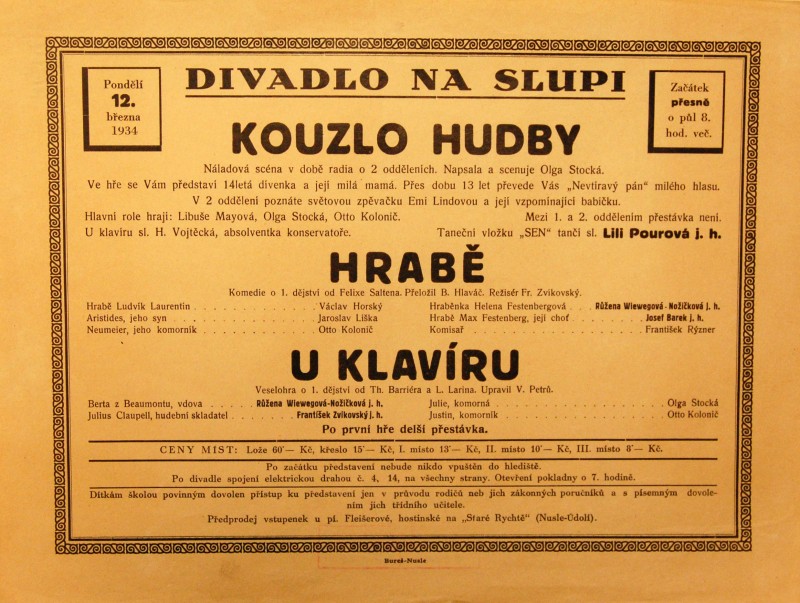 Pondělí
12.
března
1934
DIVADLO NA SLUPI
Začátek
přesně
o půl 8.
hod. več.
KOUZLO HUDBY
Náladová scéna v době radia o 2 odděleních. Napsala a scenuje Olga Stocká.
Ve hře se Vám představí 14letá divenka a její milá mamá. Přes dobu 13 let převede Vás „Nevtíravý pán“ milého hlasu.
V 2 oddělení poznáte světovou zpěvačku Emi Lindovou a její vzpomínající babičku.
Hlavní role hrají: Libuše Mayová, Olga Stocká, Otto Kolonič. Mezi 1. a 2. oddělením přestávka není.
U klavíru sl. H. Vojtěcká, absolventka konservatoře. Taneční vložku „SEN“ tančí sl. Lili Pourová j. h.
HRABĚ
Komedie o 1. dějství od Felixe Saltena. Přeložil B. Hlaváč. Režisér Fr. Zvikovský.
Hrabě Ludvík Laurentin . . . . . . . . . . . Václav Horský
Aristides, jeho syn . . . . . . . . . . . Jaroslav Liška
Neumeier, jeho komorník . . . . . . . . . . . Otto Kolonič
Hraběnka Helena Festenbergová . . . Růžena Wiewegová-Nožičková j. h.
Hrabě Max Festenberg, její choť . . . . . . Josef Barek j. h.
Komisař . . . . . . . . . . . František Rýzner
U KLAVÍRU
Veselohra o 1. dějství od Th. Barriéra a L. Larina. Upravil V. Petrů.
Berta z Beaumontu, vdova . . . . . Růžena Wiewegová-Nožičková j. h.
Julius Claupell, hudební skladatel . . . . . . František Zvikovský j. h.
Julie, komorná . . . . . . . . . . . Olga Stocká
Justin, komorník . . . . . . . . . . . Otto Kolonič
Po první hře delší přestávka.
CENY MÍST: Lože 60·— Kč, křeslo 15·— Kč, I. místo 13·— Kč, II. místo 10·— Kč, III. místo 8·— Kč.
Po začátku představení nebude nikdo vpuštěn do hlediště.
Po divadle spojení elektrickou drahou č. 4, 14, na všechny strany. Otevření pokladny o 7. hodině.
Dítkám školou povinným dovolen přístup ku představení jen v průvodu rodičů neb jich zákonných poručníků a s písemným dovole-
ním jich třídního učitele.
Předprodej vstupenek u pí. Fleišerové, hostinské na „Staré Rychtě“ (Nusle-Údolí).
Bureš-Nusle